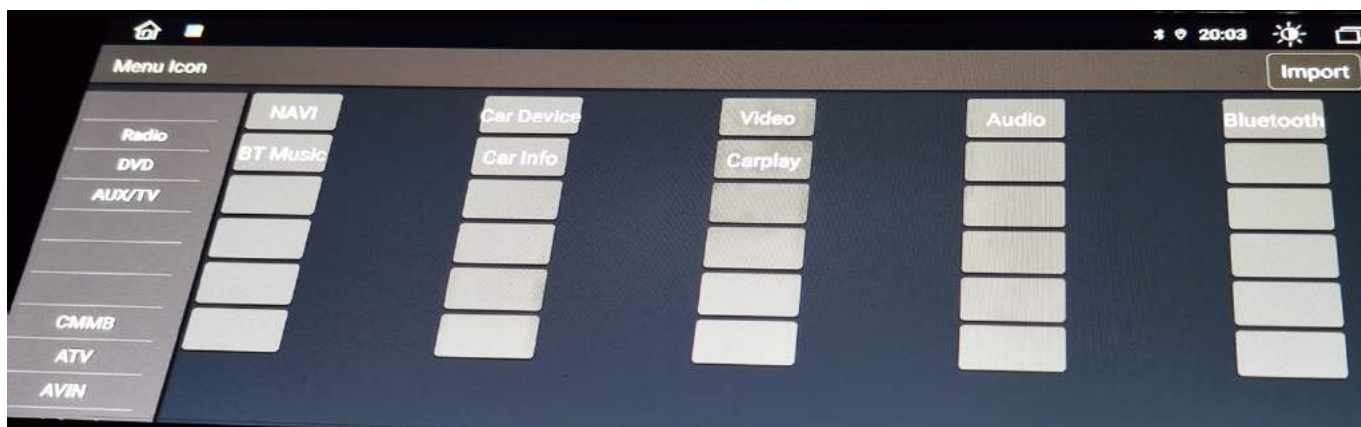 20:03
Menu Icon Import
NAVI Car Device Video Audio Bluetooth
Radio
BT Music Car Info Carplay
DVD
AUX/TV
CMMB
ATV
AVIN